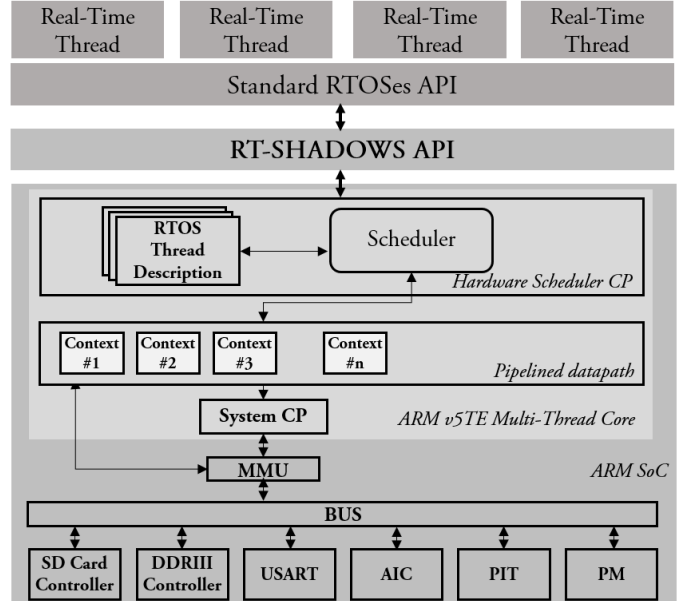 Real-Time
Thread
Real-Time
Thread
Real-Time
Thread
Real-Time
Thread
Standard RTOSes API
RT-SHADOWS API
RTOS
Thread
Description
Scheduler
Hardware Scheduler CP
Context
#1
Context
#2
Context
#3
Context
#n
Pipelined datapath
System CP
ARM v5TE Multi-Thread Core
MMU
ARM SoC
BUS
SD Card
Controller
DDRIII
Controller
USART
AIC
PIT
PM